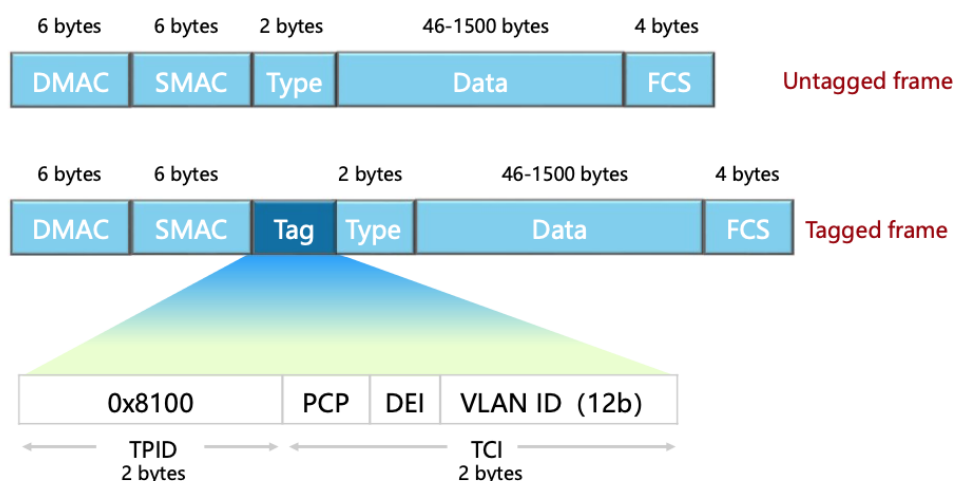 6 bytes 6 bytes 2 bytes 46-1500 bytes 4 bytes
DMAC SMAC Type Data FCS Untagged frame
6 bytes 6 bytes 2 bytes 46-1500 bytes 4 bytes
DMAC SMAC Tag Type Data FCS Tagged frame
0x8100 PCP DEI VLAN ID (12b)
TPID TCI
2 bytes 2 bytes